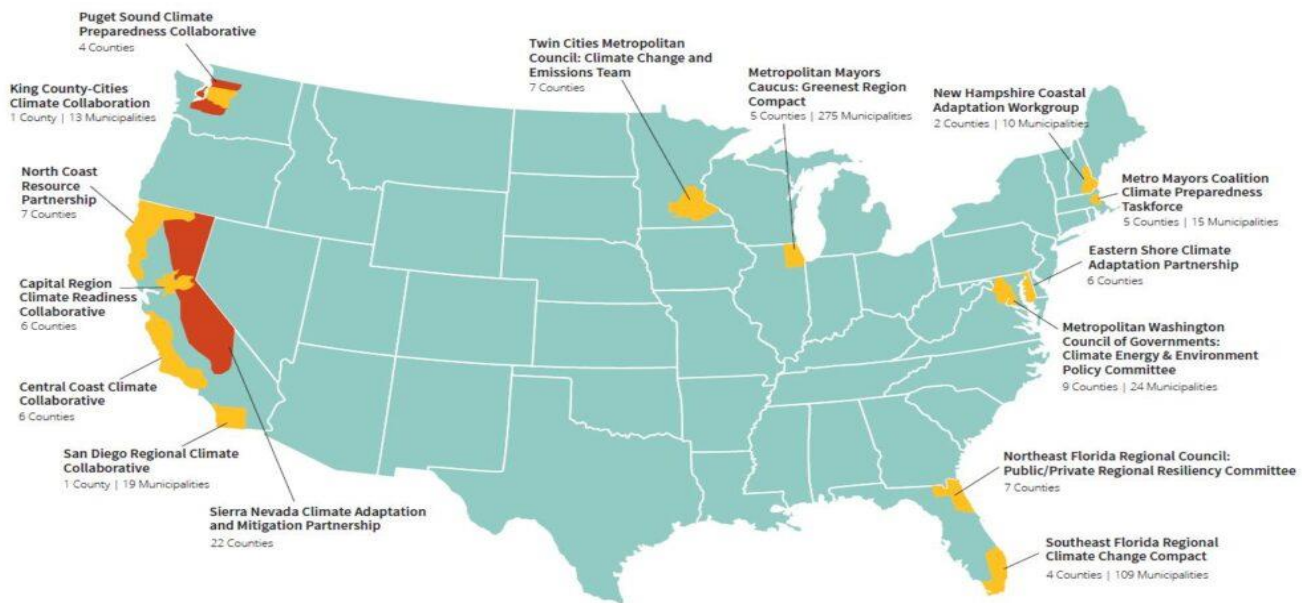 Puget Sound Climate
Preparedness Collaborative
4 Counties
King County-Cities
Climate Collaboration
1 County | 13 Municipalities
North Coast
Resource
Partnership
7 Counties
Capital Region
Climate Readiness
Collaborative
6 Counties
Central Coast Climate
Collaborative
6 Counties
San Diego Regional Climate
Collaborative
1 County | 19 Municipalities
Sierra Nevada Climate Adaptation
and Mitigation Partnership
22 Counties
Twin Cities Metropolitan
Council: Climate Change and
Emissions Team
7 Counties
Metropolitan Mayors
Caucus: Greenest Region
Compact
5 Counties | 275 Municipalities
New Hampshire Coastal
Adaptation Workgroup
2 Counties | 10 Municipalities
Metro Mayors Coalition
Climate Preparedness
Taskforce
5 Counties | 15 Municipalities
Eastern Shore Climate
Adaptation Partnership
6 Counties
Metropolitan Washington
Council of Governments:
Climate Energy & Environment
Policy Committee
9 Counties | 24 Municipalities
Northeast Florida Regional Council:
Public/Private Regional Resiliency Committee
7 Counties
Southeast Florida Regional
Climate Change Compact
4 Counties | 109 Municipalities